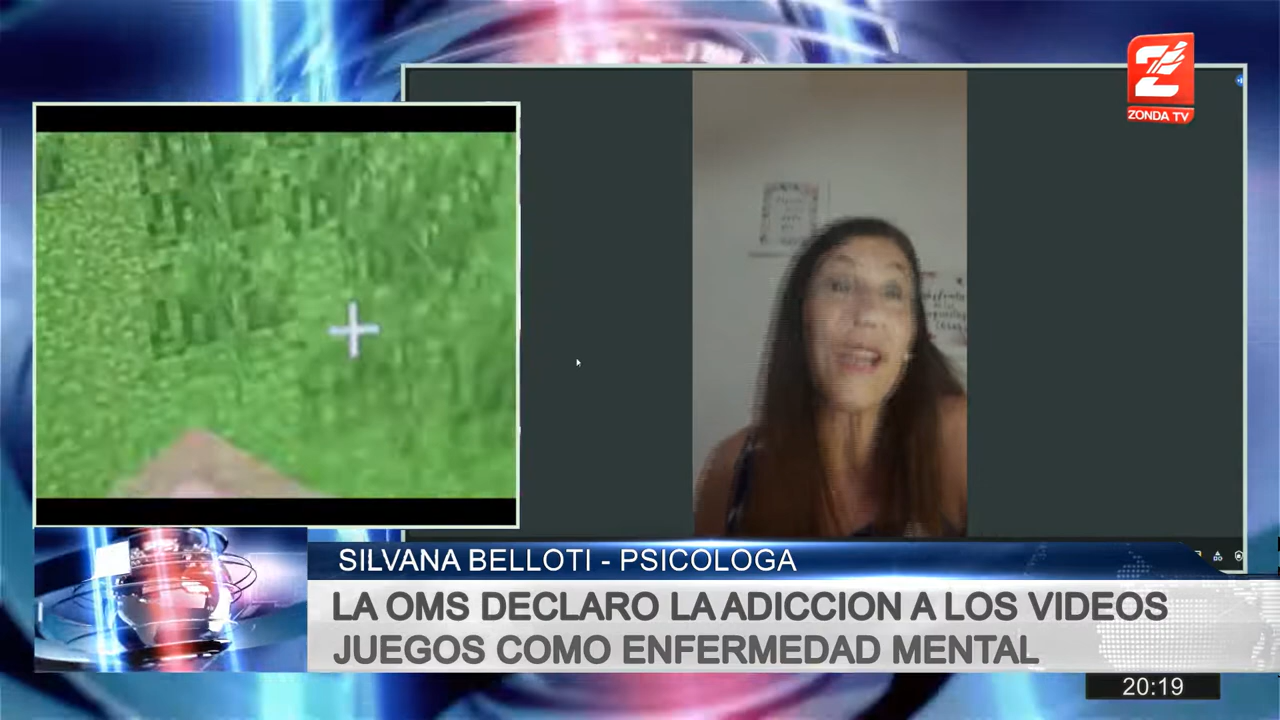 Z
ZONDA TV
SILVANA BELLOTI - PSICOLOGA
LA OMS DECLARO LA ADICCION A LOS VIDEOS
JUEGOS COMO ENFERMEDAD MENTAL
20:19